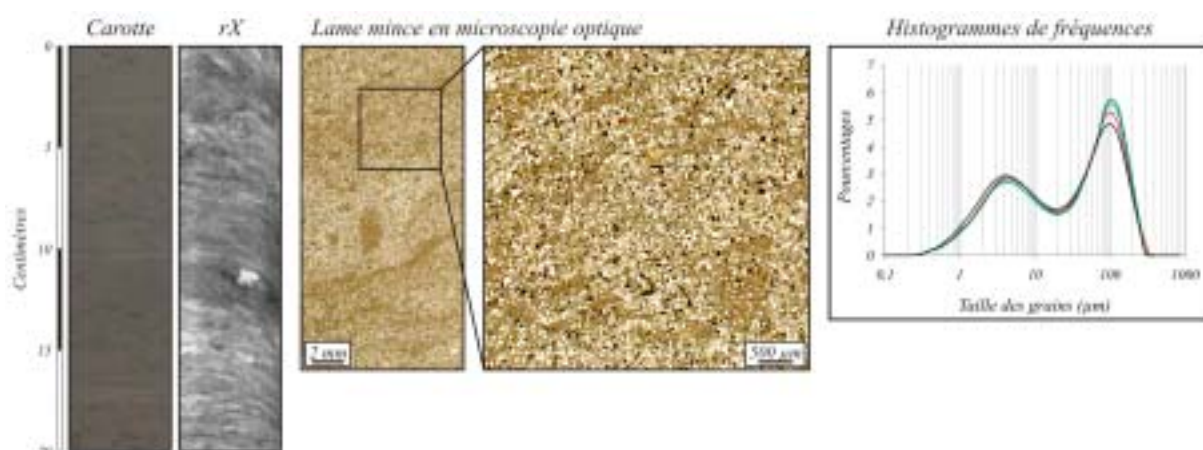 Carotte
rX
Lame mince en microscopie optique
Histogrammes de fréquences
Centimètres
0
5
10
15
20
2 mm
500 µm
Pourcentages
7
6
5
4
3
2
1
0
0,1
1
10
100
1000
Taille des grains (µm)